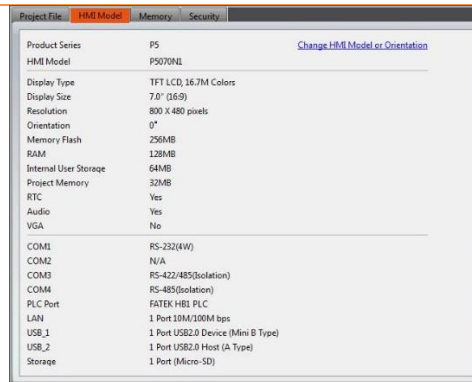 Project File HMI Model Memory Security
Product Series P5 Change HMI Model or Orientation
HMI Model P5070N1
Display Type TFT LCD, 16.7M Colors
Display Size 7.0" (16:9)
Resolution 800 X 480 pixels
Orientation 0°
Memory Flash 256MB
RAM 128MB
Internal User Storage 64MB
Project Memory 32MB
RTC Yes
Audio Yes
VGA No
COM1 RS-232(4W)
COM2 N/A
COM3 RS-422/485(Isolation)
COM4 RS-485(Isolation)
PLC Port FATEK HB1 PLC
LAN 1 Port 10M/100M bps
USB_1 1 Port USB2.0 Device (Mini B Type)
USB_2 1 Port USB2.0 Host (A Type)
Storage 1 Port (Micro-SD)